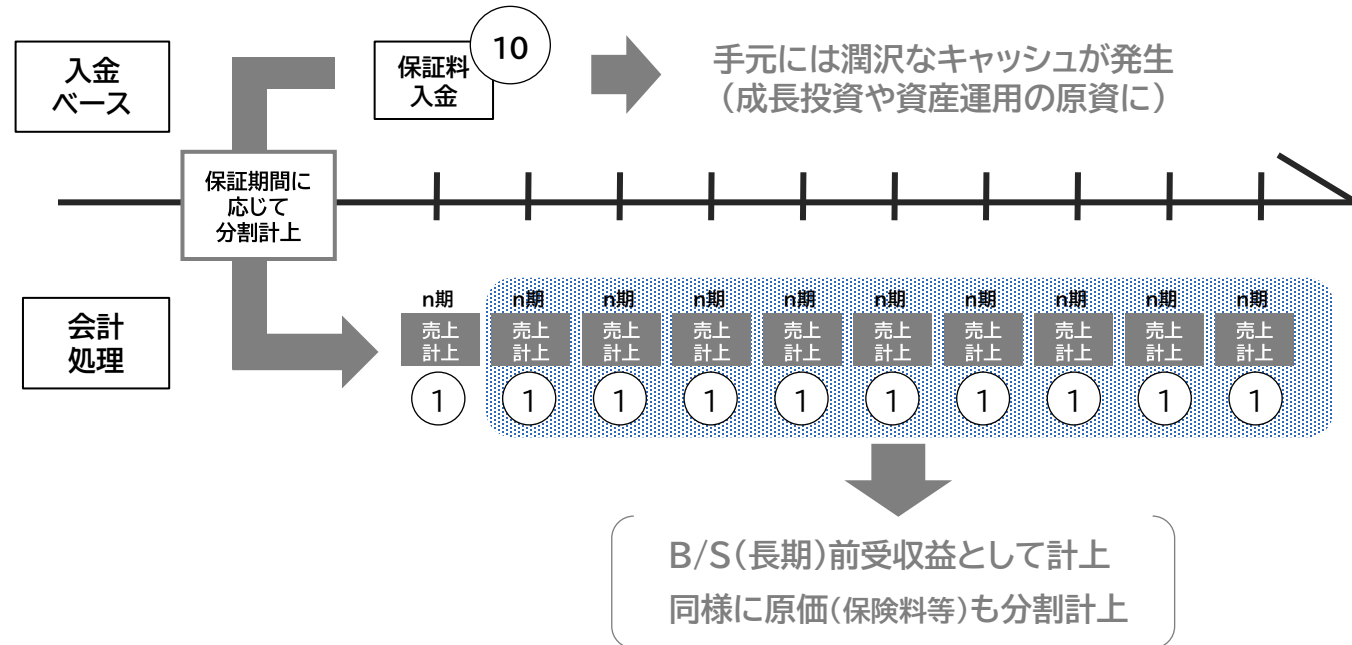 入金
ベース
保証料
入金
10
手元には潤沢なキャッシュが発生
（成長投資や資産運用の原資に）
保証期間に
応じて
分割計上
会計
処理
n期 n期 n期 n期 n期 n期 n期 n期 n期 n期
売上 売上 売上 売上 売上 売上 売上 売上 売上 売上
計上 計上 計上 計上 計上 計上 計上 計上 計上 計上
1 1 1 1 1 1 1 1 1 1
B/S(長期)前受収益として計上
同様に原価(保険料等)も分割計上